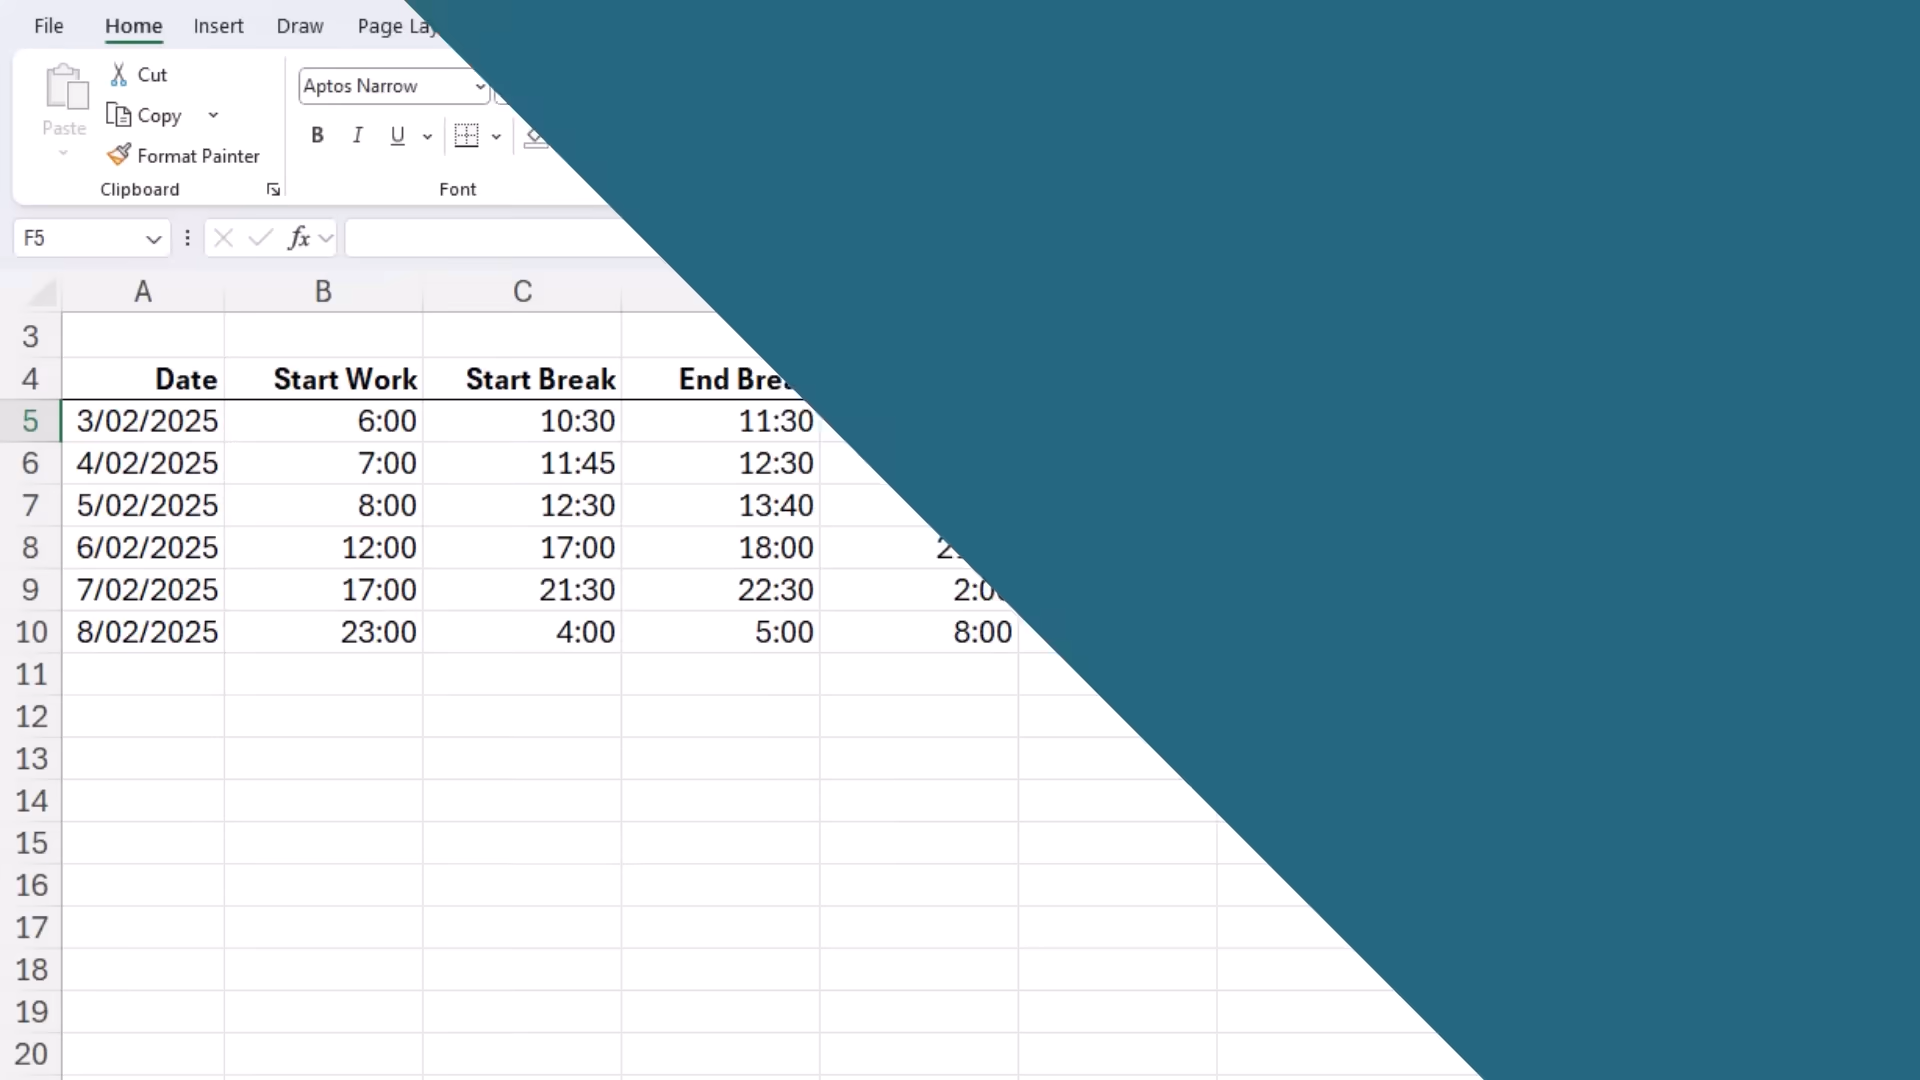 File Home Insert Draw Page
Cut
Paste Copy
Format Painter
Clipboard
Aptos Narrow
B I U
Font
F5 fx
A B C
3
4 Date Start Work Start Break End
5 3/02/2025 6:00 10:30 11:30
6 4/02/2025 7:00 11:45 12:30
7 5/02/2025 8:00 12:30 13:40
8 6/02/2025 12:00 17:00 18:00
9 7/02/2025 17:00 21:30 22:30
10 8/02/2025 23:00 4:00 5:00 8:00
11
12
13
14
15
16
17
18
19
20